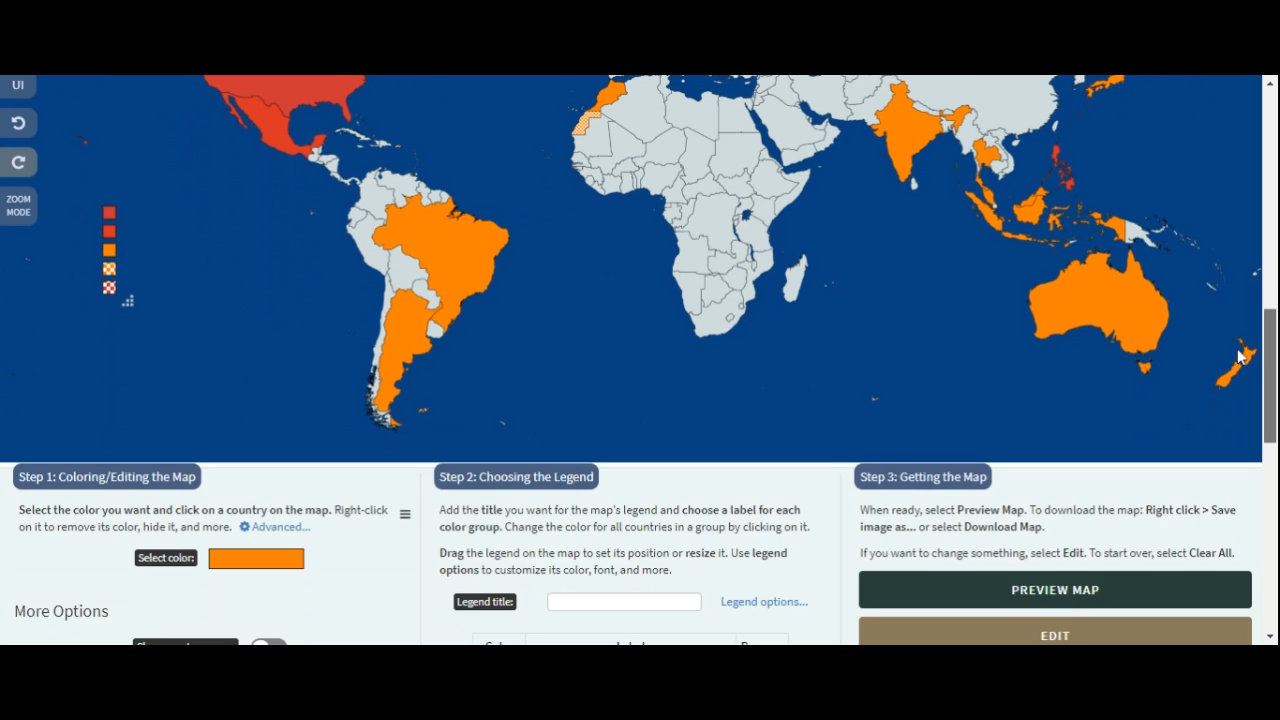 UI
ZOOM
MODE
Step 1: Coloring/Editing the Map
Select the color you want and click on a country on the map. Right-click
on it to remove its color, hide it, and more. Advanced...
Select color:
More Options
Step 2: Choosing the Legend
Add the title you want for the map's legend and choose a label for each
color group. Change the color for all countries in a group by clicking on it.
Drag the legend on the map to set its position or resize it. Use legend
options to customize its color, font, and more.
Legend title:
Legend options...
Step 3: Getting the Map
When ready, select Preview Map. To download the map: Right click > Save
image as... or select Download Map.
If you want to change something, select Edit. To start over, select Clear All.
PREVIEW MAP
EDIT